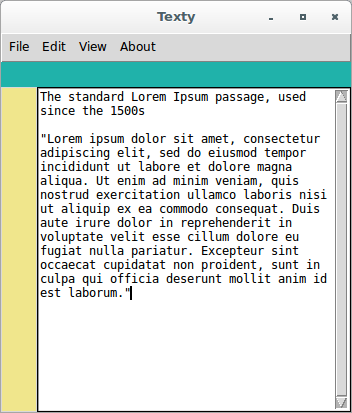 Texty
File Edit View About
The standard Lorem Ipsum passage, used
since the 1500s
"Lorem ipsum dolor sit amet, consectetur
adipiscing elit, sed do eiusmod tempor
incididunt ut labore et dolore magna
aliqua. Ut enim ad minim veniam, quis
nostrud exercitation ullamco laboris nisi
ut aliquip ex ea commodo consequat. Duis
aute irure dolor in reprehenderit in
voluptate velit esse cillum dolore eu
fugiat nulla pariatur. Excepteur sint
occaecat cupidatat non proident, sunt in
culpa qui officia deserunt mollit anim id
est laborum."